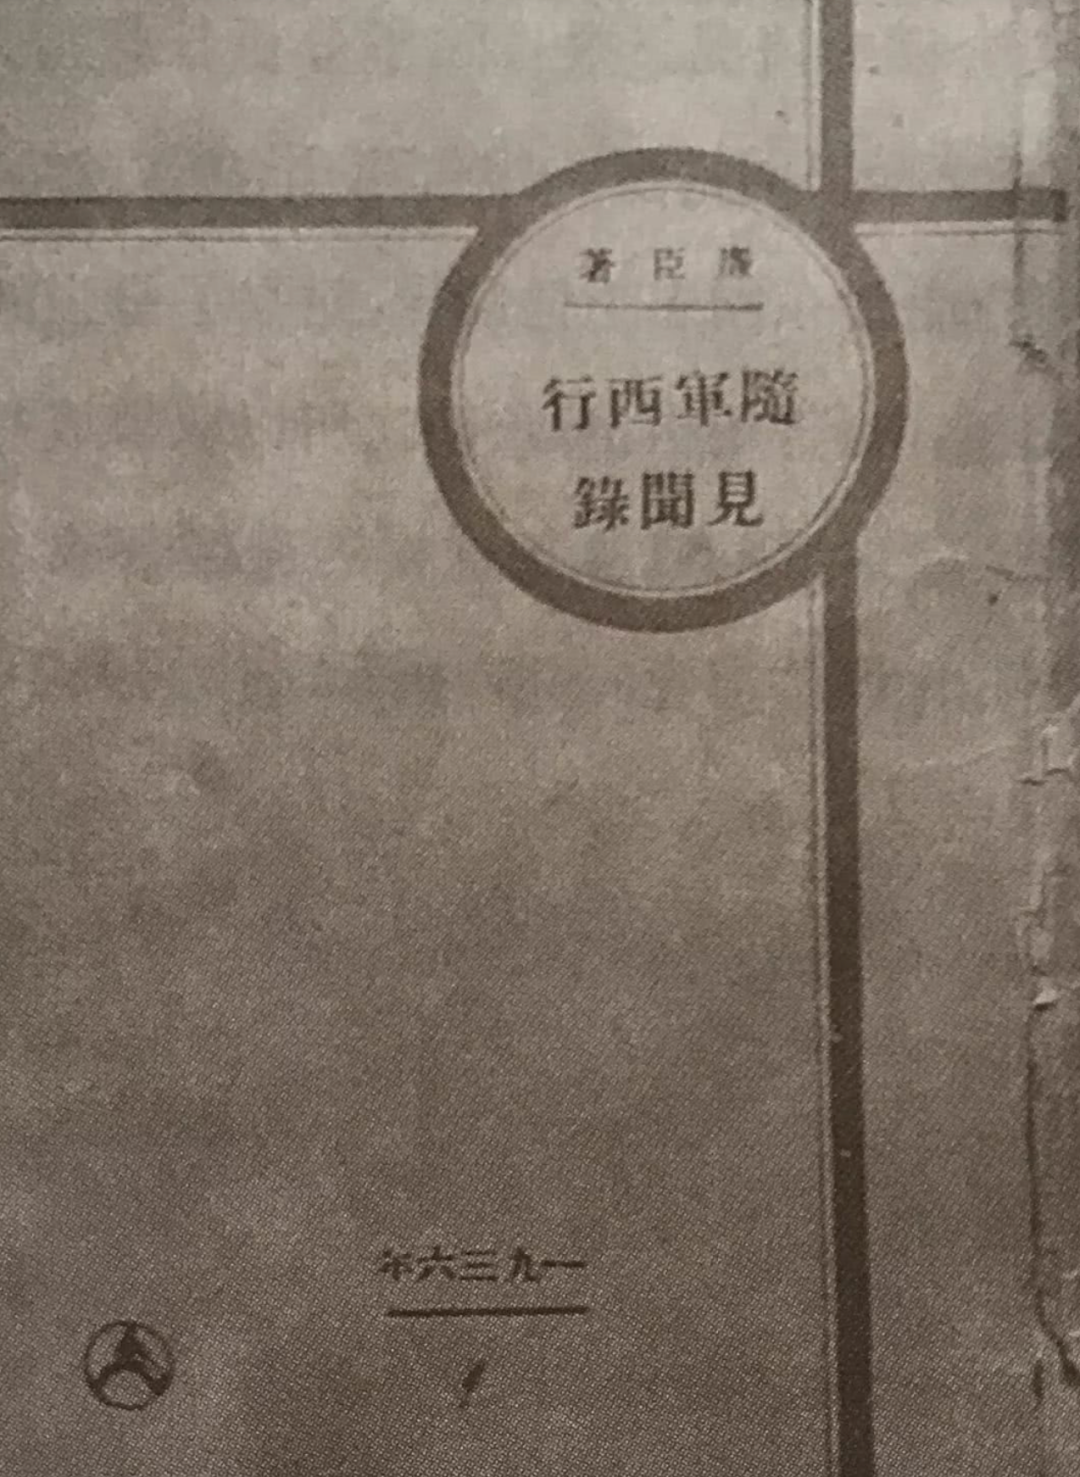 廉臣著
隨軍西行
見聞錄
一九三六年